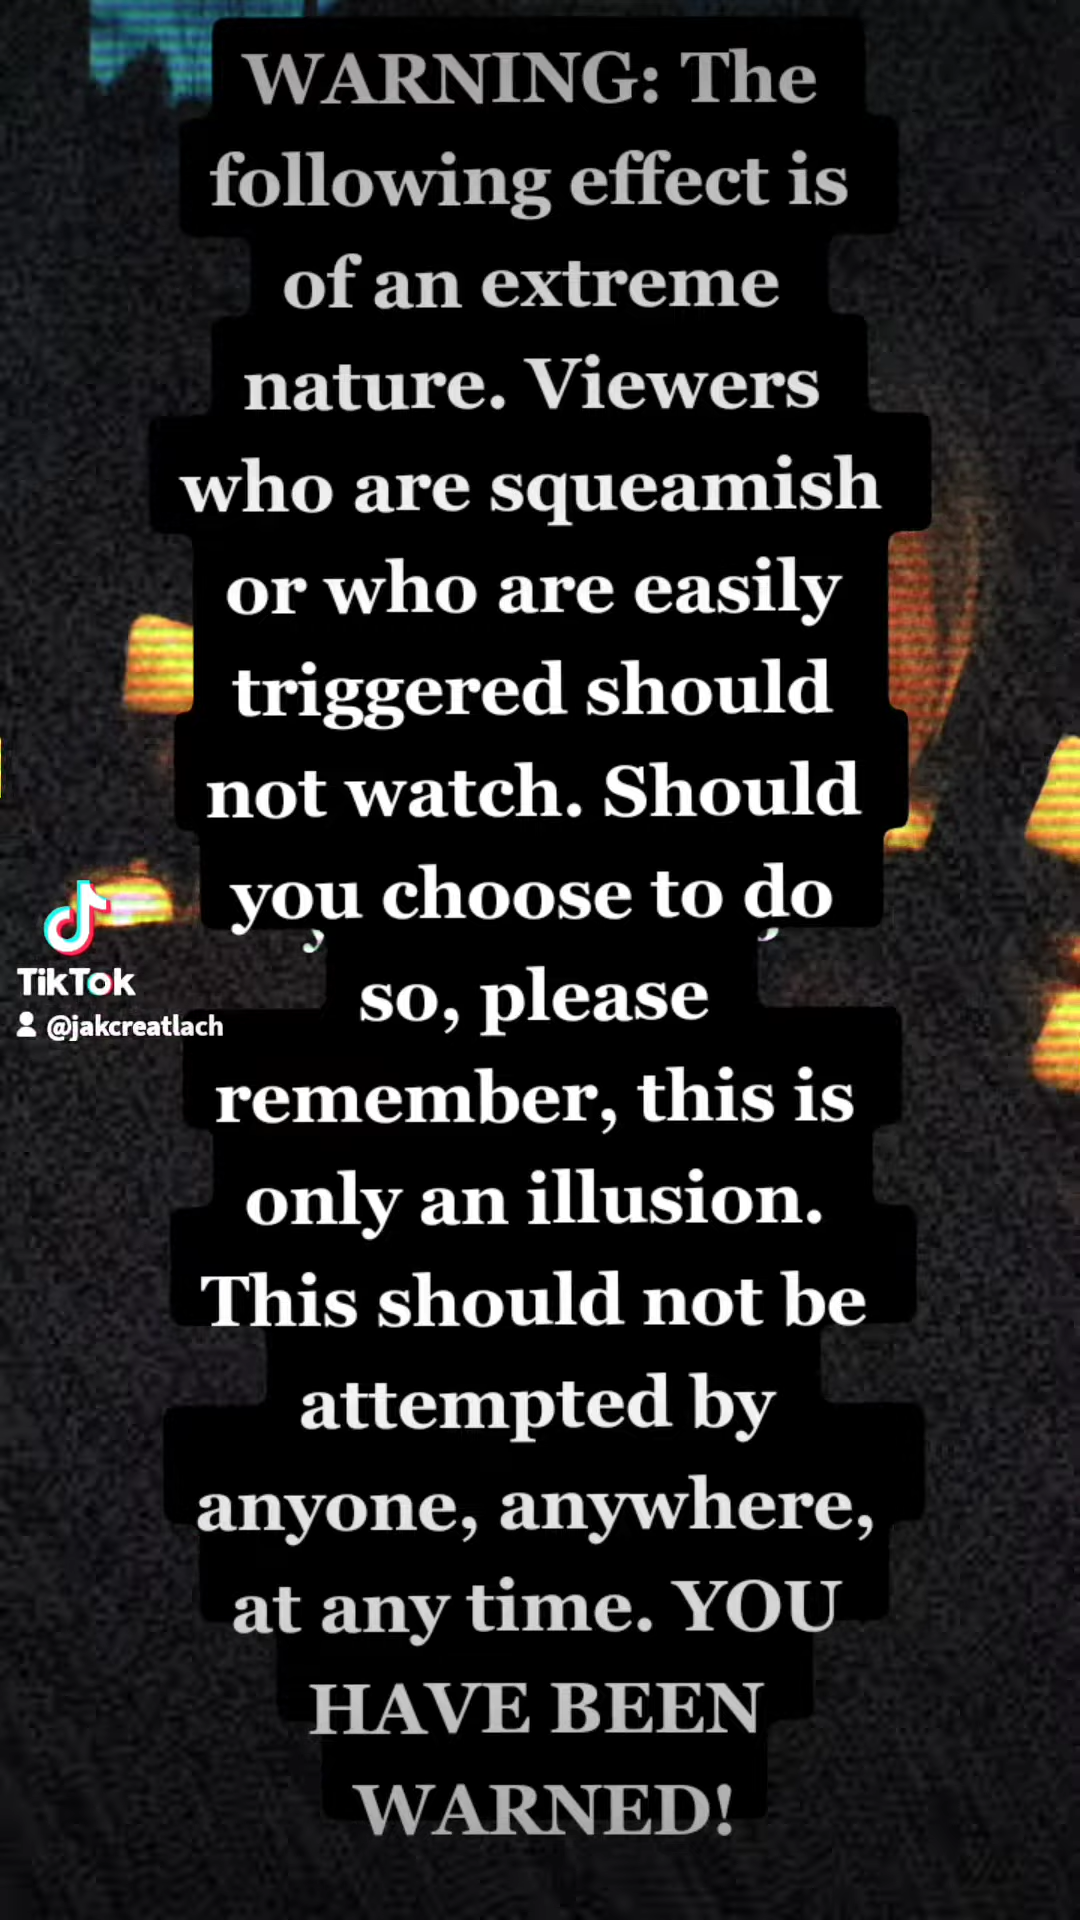 WARNING: The
following effect is
of an extreme
nature. Viewers
who are squeamish
or who are easily
triggered should
not watch. Should
you choose to do
so, please
remember, this is
only an illusion.
This should not be
attempted by
anyone, anywhere,
at any time. YOU
HAVE BEEN
WARNED!
TikTok
@jakcreatlach